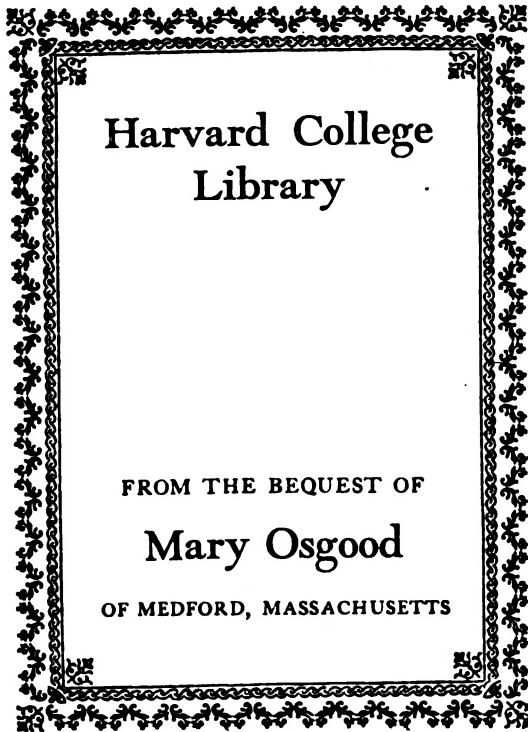 Harvard College
Library
FROM THE BEQUEST OF
Mary Osgood
OF MEDFORD, MASSACHUSETTS